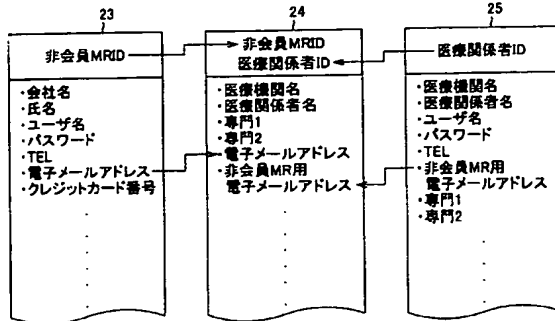 23
非会員MRID
・会社名
・氏名
・ユーザ名
・パスワード
・TEL
・電子メールアドレス
・クレジットカード番号
24
非会員MRID
医療関係者ID
・医療機関名
・医療関係者名
・専門1
・専門2
・電子メールアドレス
・非会員MR用
電子メールアドレス
25
医療関係者ID
・医療機関名
・医療関係者名
・ユーザ名
・パスワード
・TEL
・非会員MR用
電子メールアドレス
・専門1
・専門2